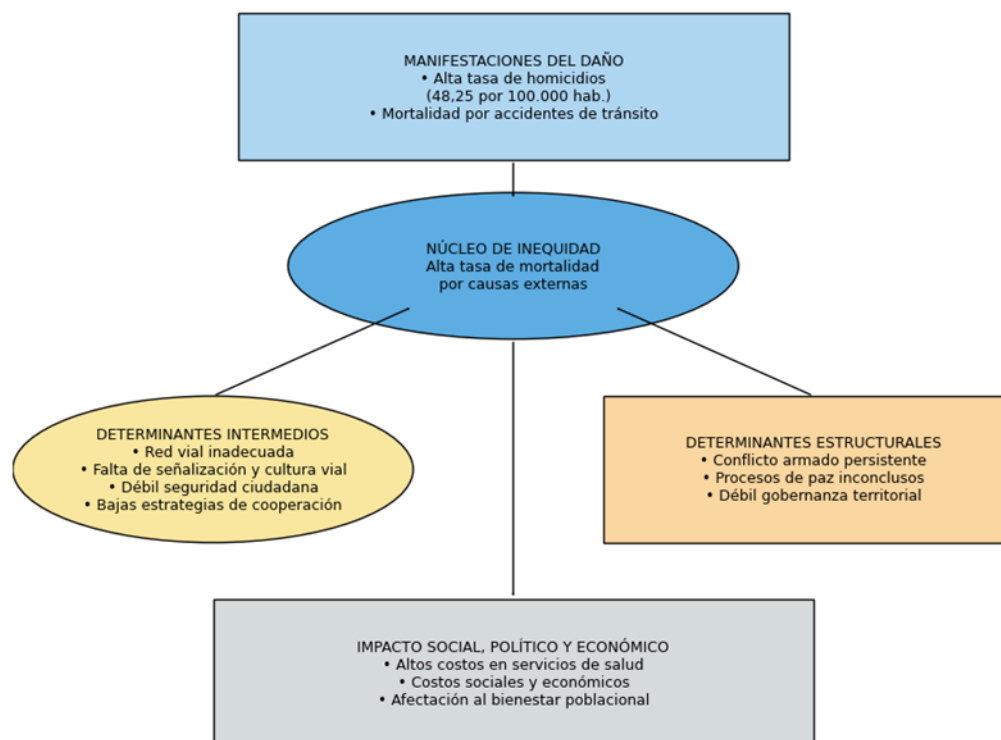 MANIFESTACIONES DEL DAÑO
• Alta tasa de homicidios
(48,25 por 100.000 hab.)
• Mortalidad por accidentes de tránsito
NÚCLEO DE INEQUIDAD
Alta tasa de mortalidad
por causas externas
DETERMINANTES INTERMEDIOS
• Red vial inadecuada
• Falta de señalización y cultura vial
• Débil seguridad ciudadana
• Bajas estrategias de cooperación
DETERMINANTES ESTRUCTURALES
• Conflicto armado persistente
• Procesos de paz inconclusos
• Débil gobernanza territorial
IMPACTO SOCIAL, POLÍTICO Y ECONÓMICO
• Altos costos en servicios de salud
• Costos sociales y económicos
• Afectación al bienestar poblacional